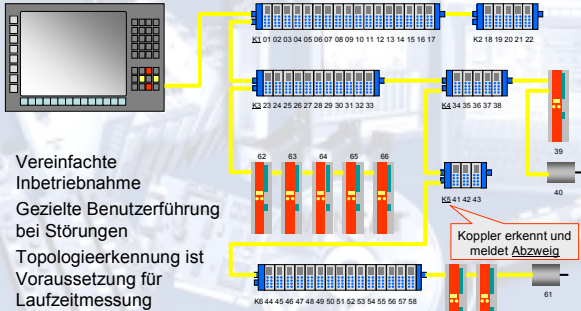 K1 01 02 03 04 05 06 07 08 09 10 11 12 13 14 15 16 17
K2 18 19 20 21 22
K3 23 24 25 26 27 28 29 30 31 32 33
K4 34 35 36 37 38
39
62 63 64 65 66
40
K5 41 42 43
Vereinfachte
Inbetriebnahme
Gezielte Benutzerführung
bei Störungen
Topologieerkennung ist
Voraussetzung für
Laufzeitmessung
Koppler erkennt und
meldet Abzweig
K6 44 45 46 47 48 49 50 51 52 53 54 55 56 57 58
61